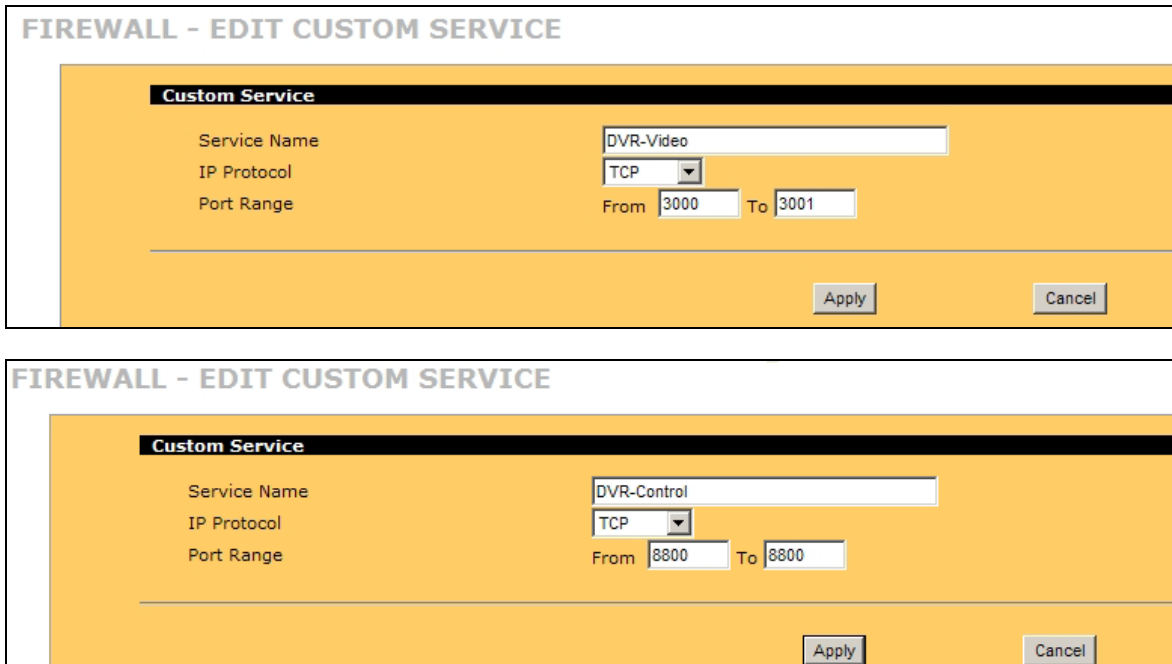 FIREWALL - EDIT CUSTOM SERVICE
Custom Service
Service Name DVR-Video
IP Protocol TCP
Port Range From 3000 To 3001
Apply Cancel
FIREWALL - EDIT CUSTOM SERVICE
Custom Service
Service Name DVR-Control
IP Protocol TCP
Port Range From 8800 To 8800
Apply Cancel